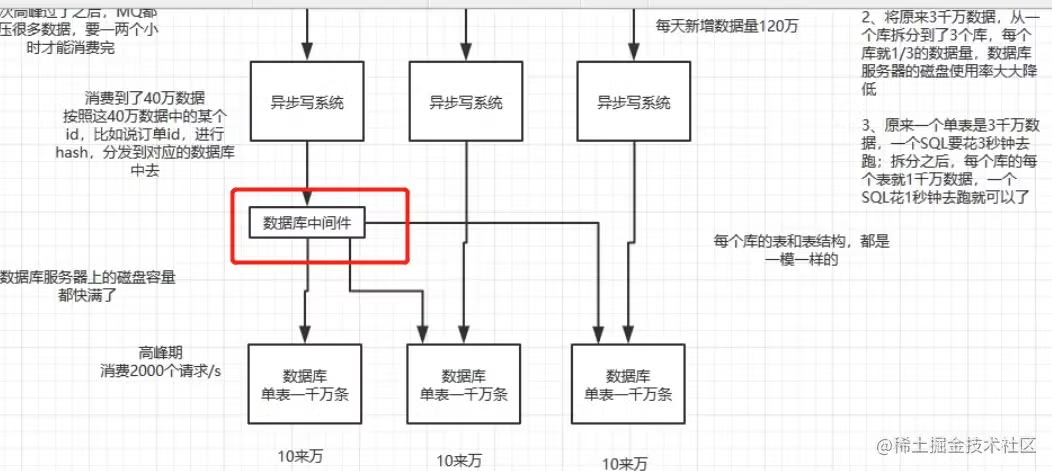 次高峰过了之后，MQ都
压很多数据，要一两个小
时才能消费完
每天新增数据量120万
2、将原来3千万数据，从一
个库拆分到了3个库，每个
库就1/3的数据量，数据库
服务器的磁盘使用率大大降
低
消费到了40万数据
按照这40万数据中的某个
id，比如说订单id，进行
hash，分发到对应的数据库
中去
异步写系统
异步写系统
异步写系统
3、原来一个单表是3千万数
据，一个SQL要花3秒钟去
跑；拆分之后，每个库的每
个表就1千万数据，一个
SQL花1秒钟去跑就可以了
数据库中间件
每个库的表和表结构，都是
一模一样的
数据库服务器上的磁盘容量
都快满了
高峰期
消费2000个请求/s
数据库
单表一千万条
数据库
单表一千万条
数据库
单表一千万条
10来万
10来万
10来万
@稀土掘金技术社区